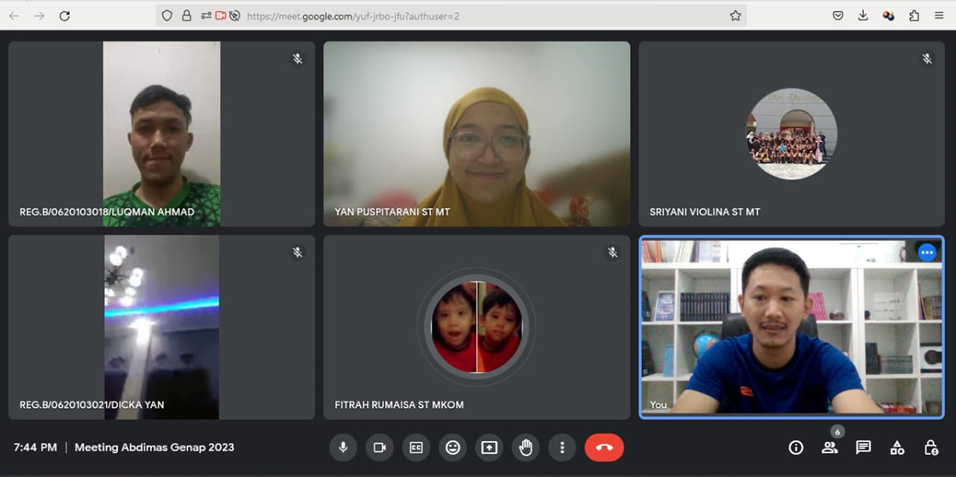 https://meet.google.com/yuf-jrbo-jfu?authuser=2
REG.B/0620103018/LUQMAN AHMAD
YAN PUSPITARANI ST MT
SRIYANI VIOLINA ST MT
REG.B/0620103021/DICKA YAN
FITRAH RUMAISA ST MKOM
You
6
7:44 PM | Meeting Abdimas Genap 2023